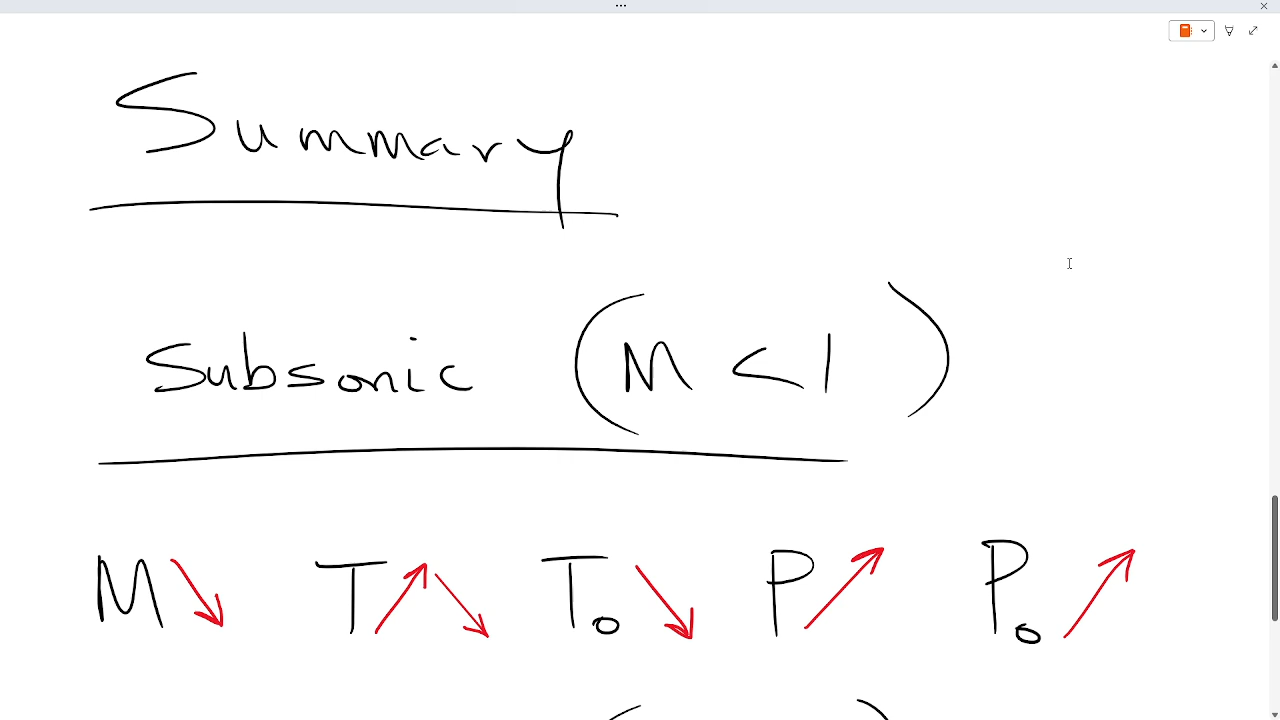 Summary
Subsonic (M < 1)
M ↘ T ↗↘ T₀ ↘ P ↗ P₀ ↗